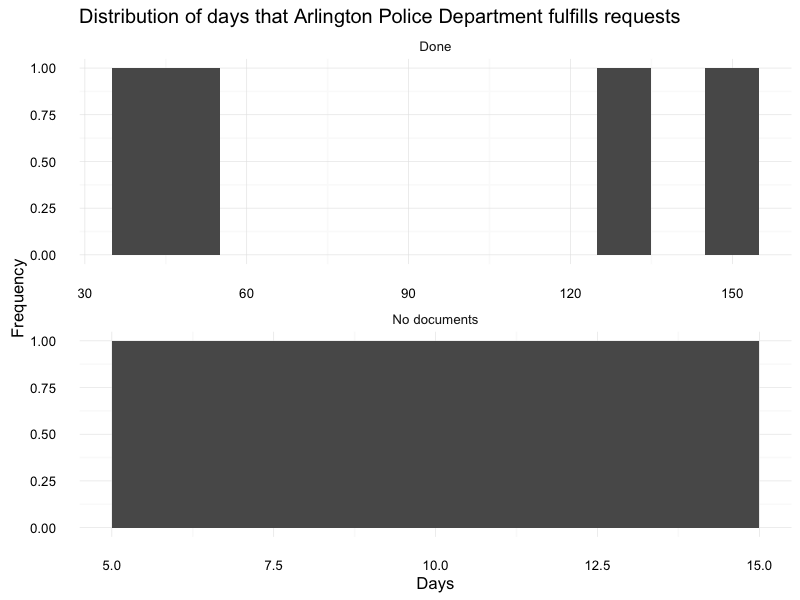 Distribution of days that Arlington Police Department fulfills requests
Done
1.00
0.75
0.50
0.25
0.00
30 60 90 120 150
Frequency
No documents
1.00
0.75
0.50
0.25
0.00
5.0 7.5 10.0 12.5 15.0
Days